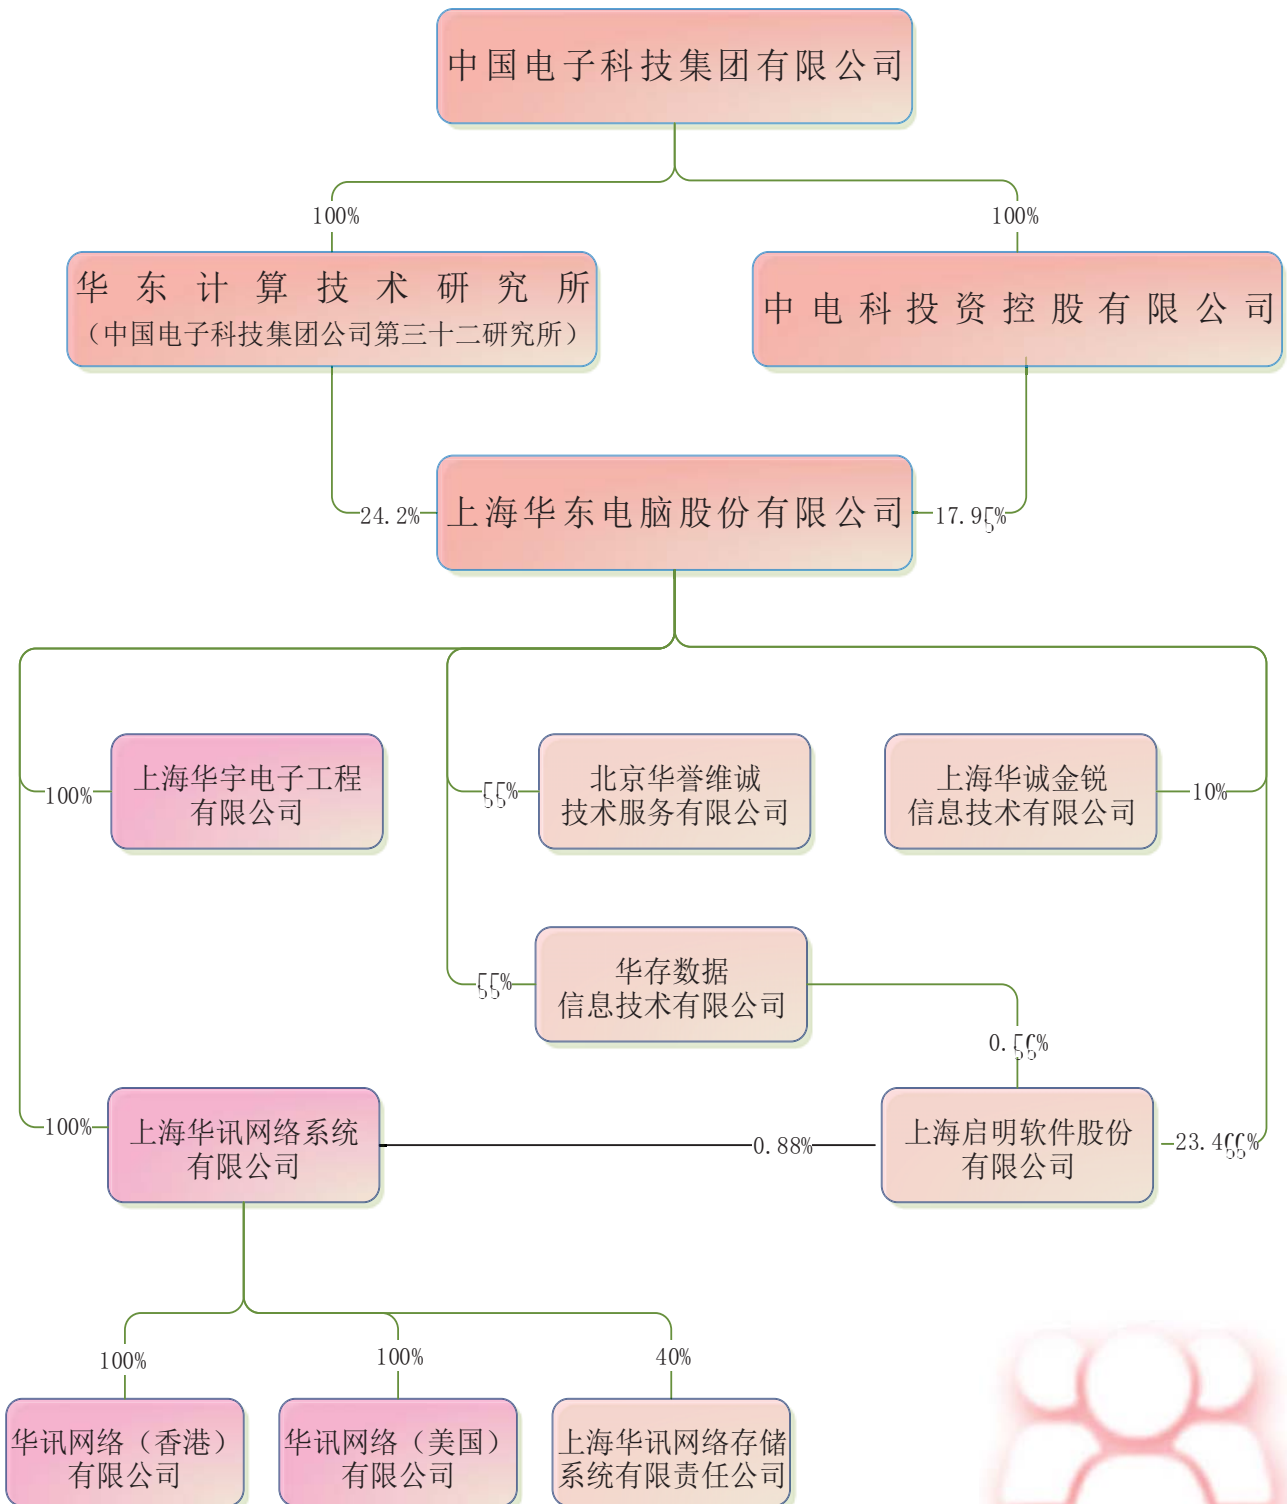 中国电子科技集团有限公司
100%
100%
华东计算技术研究所
（中国电子科技集团公司第三十二研究所）
中电科投资控股有限公司
24.2%
上海华东电脑股份有限公司
17.95%
100%
上海华宇电子工程
有限公司
55%
北京华誉维诚
技术服务有限公司
上海华诚金锐
信息技术有限公司
10%
55%
华存数据
信息技术有限公司
100%
上海华讯网络系统
有限公司
0.88%
上海启明软件股份
有限公司
100%
100%
40%
华讯网络（香港）
有限公司
华讯网络（美国）
有限公司
上海华讯网络存储
系统有限责任公司